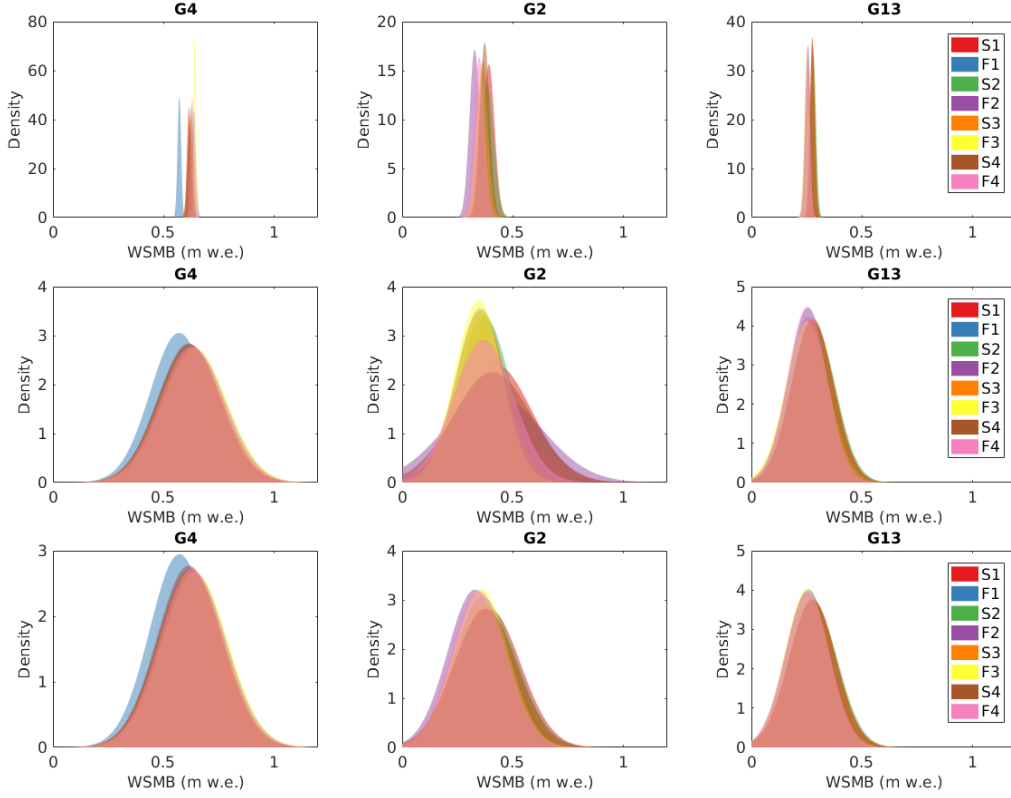 G4 G2 G13
80 20 40
60 15 30
40 10 20
20 5 10
0 0 0
Density Density Density
0 0.5 1 0 0.5 1 0 0.5 1
WSMB (m w.e.) WSMB (m w.e.) WSMB (m w.e.)
S1
F1
S2
F2
S3
F3
S4
F4
G4 G2 G13
4 4 5
3 3 4
2 2 3
1 1 2
0 0 1
0
Density Density Density
0 0.5 1 0 0.5 1 0 0.5 1
WSMB (m w.e.) WSMB (m w.e.) WSMB (m w.e.)
S1
F1
S2
F2
S3
F3
S4
F4
G4 G2 G13
3 4 5
2 3 4
1 2 3
0 1 2
0 1
0
Density Density Density
0 0.5 1 0 0.5 1 0 0.5 1
WSMB (m w.e.) WSMB (m w.e.) WSMB (m w.e.)
S1
F1
S2
F2
S3
F3
S4
F4